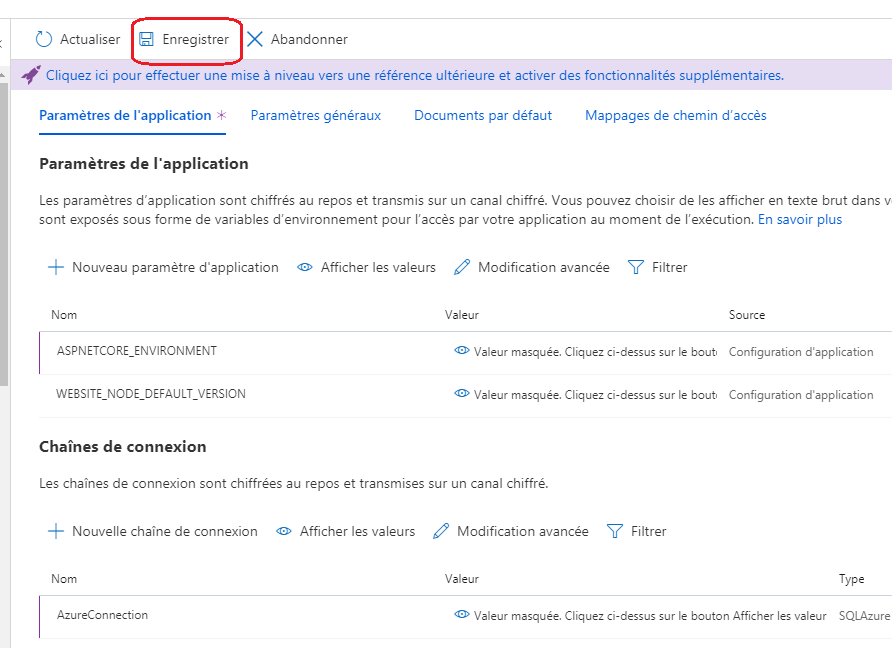 Actualiser Enregistrer Abandonner
Cliquez ici pour effectuer une mise à niveau vers une référence ultérieure et activer des fonctionnalités supplémentaires.
Paramètres de l'application * Paramètres généraux Documents par défaut Mappages de chemin d'accès
Paramètres de l'application
Les paramètres d'application sont chiffrés au repos et transmis sur un canal chiffré. Vous pouvez choisir de les afficher en texte brut dans v
sont exposés sous forme de variables d'environnement pour l'accès par votre application au moment de l'exécution. En savoir plus
Nouveau paramètre d'application Afficher les valeurs Modification avancée Filtrer
Nom Valeur Source
ASPNETCORE_ENVIRONMENT Valeur masquée. Cliquez ci-dessus sur le bout Configuration d'application
WEBSITE_NODE_DEFAULT_VERSION Valeur masquée. Cliquez ci-dessus sur le bout Configuration d'application
Chaînes de connexion
Les chaînes de connexion sont chiffrées au repos et transmises sur un canal chiffré.
Nouvelle chaîne de connexion Afficher les valeurs Modification avancée Filtrer
Nom Valeur Type
AzureConnection Valeur masquée. Cliquez ci-dessus sur le bouton Afficher les valeur SQLAzure